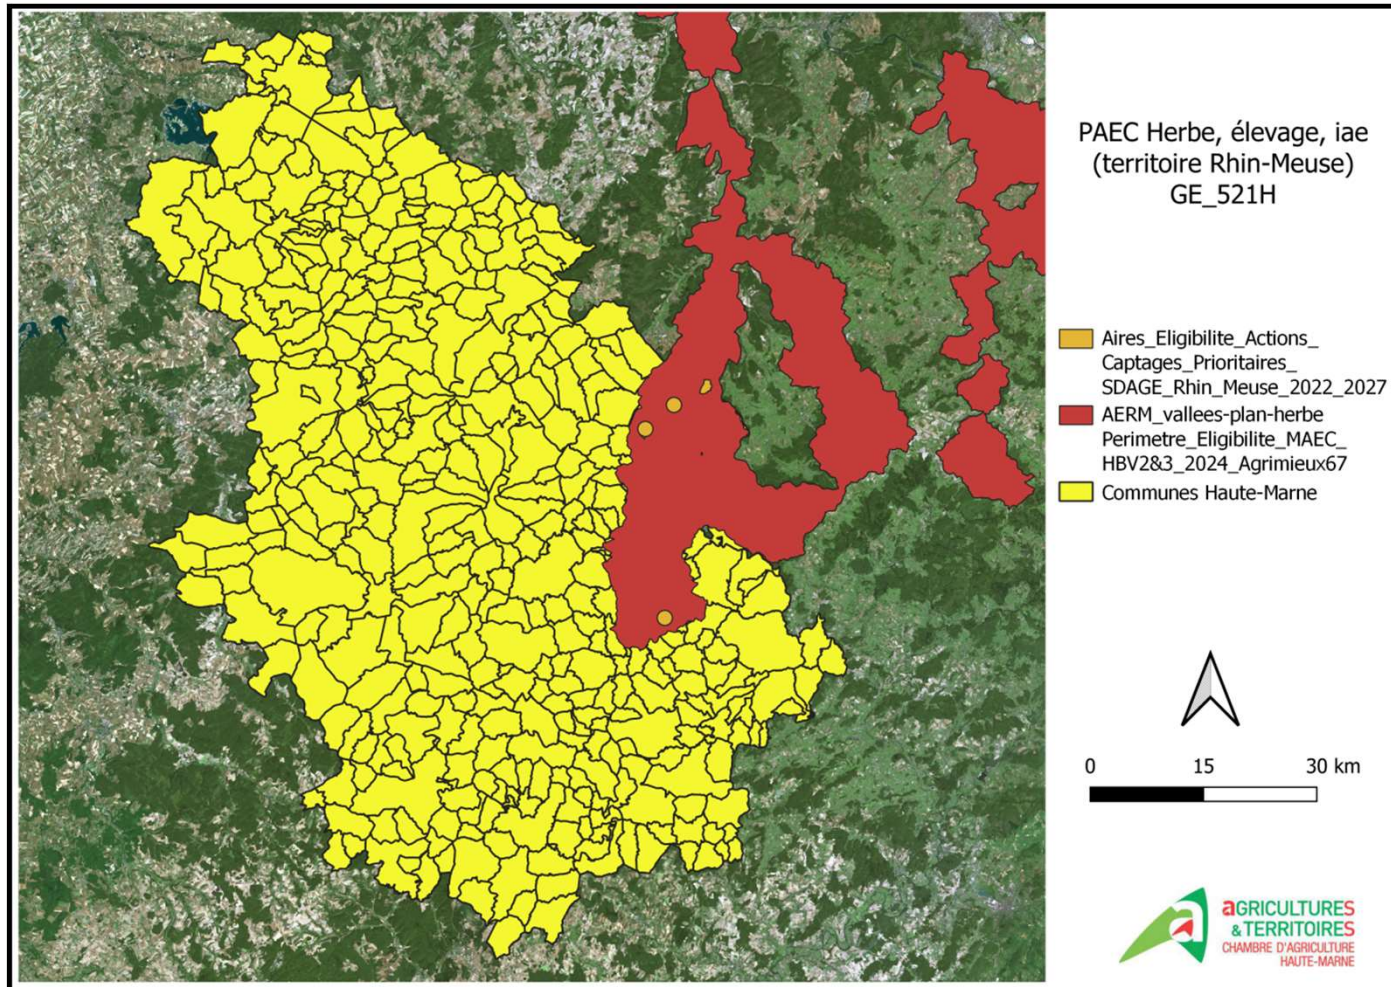 PAEC Herbe, élevage, iae
(territoire Rhin-Meuse)
GE_521H
Aires_Eligibilite_Actions_
Captages_Prioritaires_
SDAGE_Rhin_Meuse_2022_2027
AERM_vallees-plan-herbe
Perimetre_Eligibilite_MAEC_
HBV2&3_2024_Agrimieux67
Communes Haute-Marne
0 15 30 km
aGRICULTURES
& TERRITOIRES
CHAMBRE D'AGRICULTURE
HAUTE-MARNE